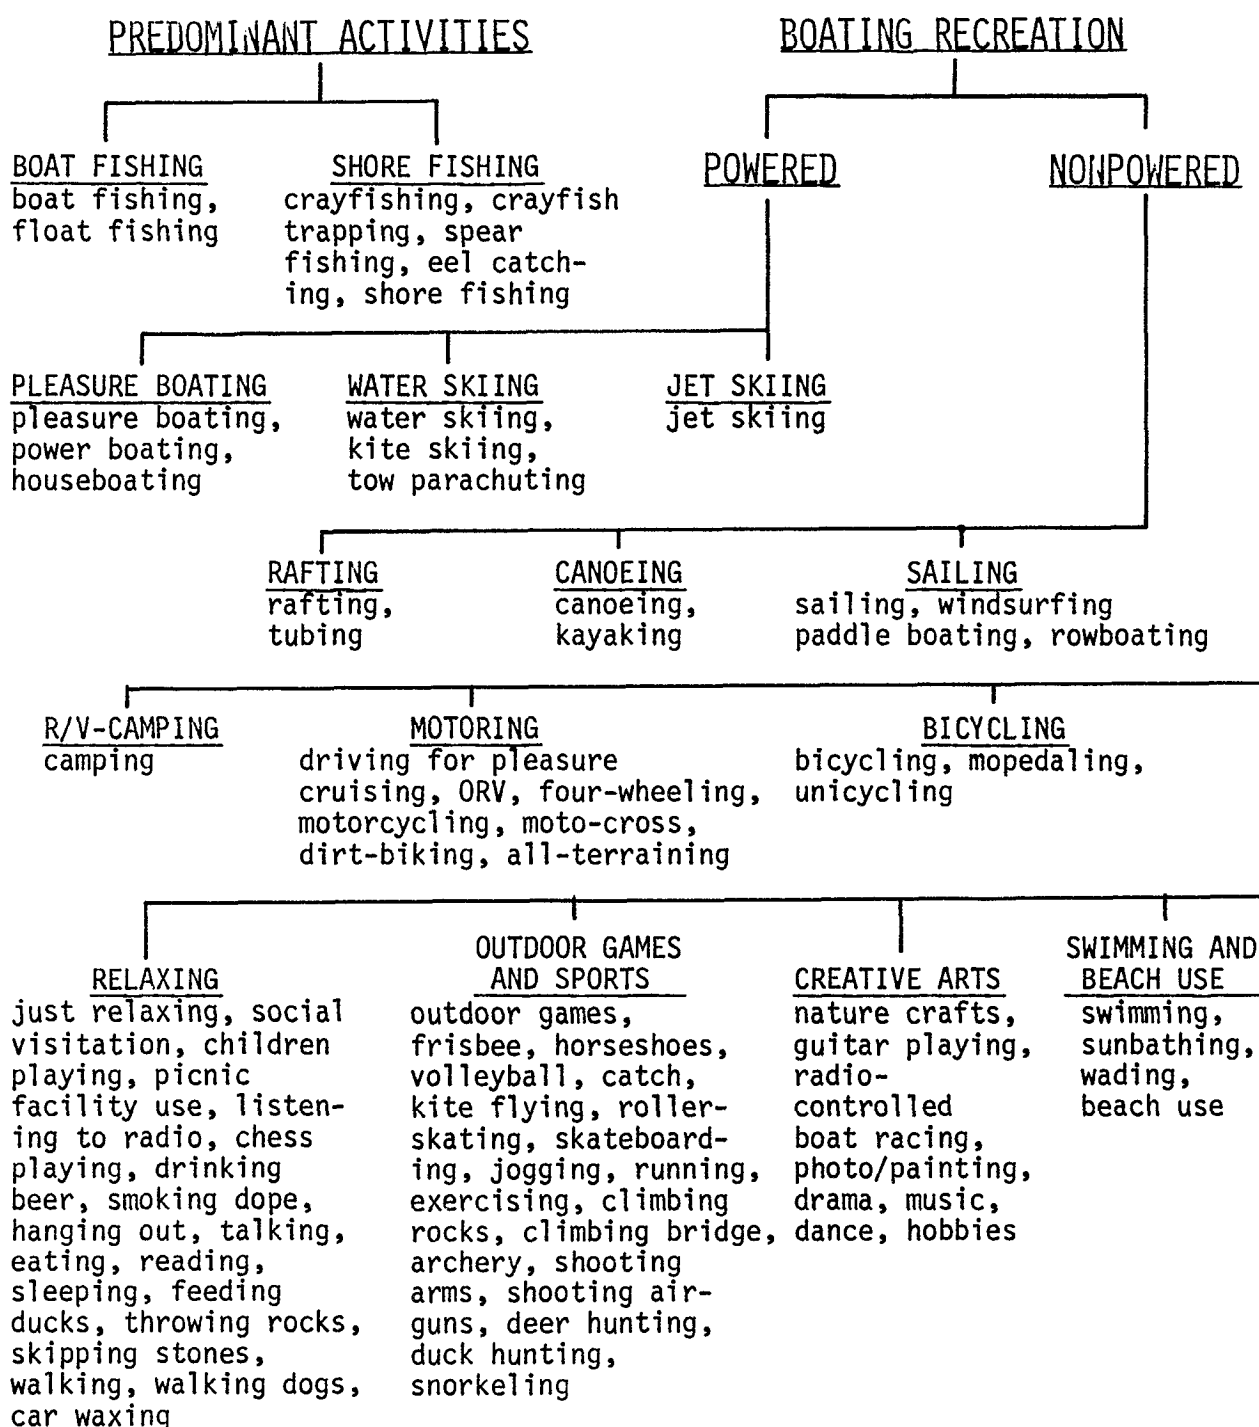 PREDOMINANT ACTIVITIES
BOATING RECREATION
BOAT FISHING
boat fishing,
float fishing
SHORE FISHING
crayfishing, crayfish
trapping, spear
fishing, eel catch-
ing, shore fishing
POWERED
NONPOWERED
PLEASURE BOATING
pleasure boating,
power boating,
houseboating
WATER SKIING
water skiing,
kite skiing,
tow parachuting
JET SKIING
jet skiing
RAFTING
rafting,
tubing
CANOEING
canoeing,
kayaking
SAILING
sailing, windsurfing
paddle boating, rowboating
R/V-CAMPING
camping
MOTORING
driving for pleasure
cruising, ORV, four-wheeling,
motorcycling, moto-cross,
dirt-biking, all-terraining
BICYCLING
bicycling, mopedaling,
unicycling
RELAXING
just relaxing, social
visitation, children
playing, picnic
facility use, listen-
ing to radio, chess
playing, drinking
beer, smoking dope,
hanging out, talking,
eating, reading,
sleeping, feeding
ducks, throwing rocks,
skipping stones,
walking, walking dogs,
car waxing
OUTDOOR GAMES
AND SPORTS
outdoor games,
frisbee, horseshoes,
volleyball, catch,
kite flying, roller-
skating, skateboard-
ing, jogging, running,
exercising, climbing
rocks, climbing bridge,
archery, shooting
arms, shooting air-
guns, deer hunting,
duck hunting,
snorkeling
CREATIVE ARTS
nature crafts,
guitar playing,
radio-
controlled
boat racing,
photo/painting,
drama, music,
dance, hobbies
SWIMMING AND
BEACH USE
swimming,
sunbathing,
wading,
beach use